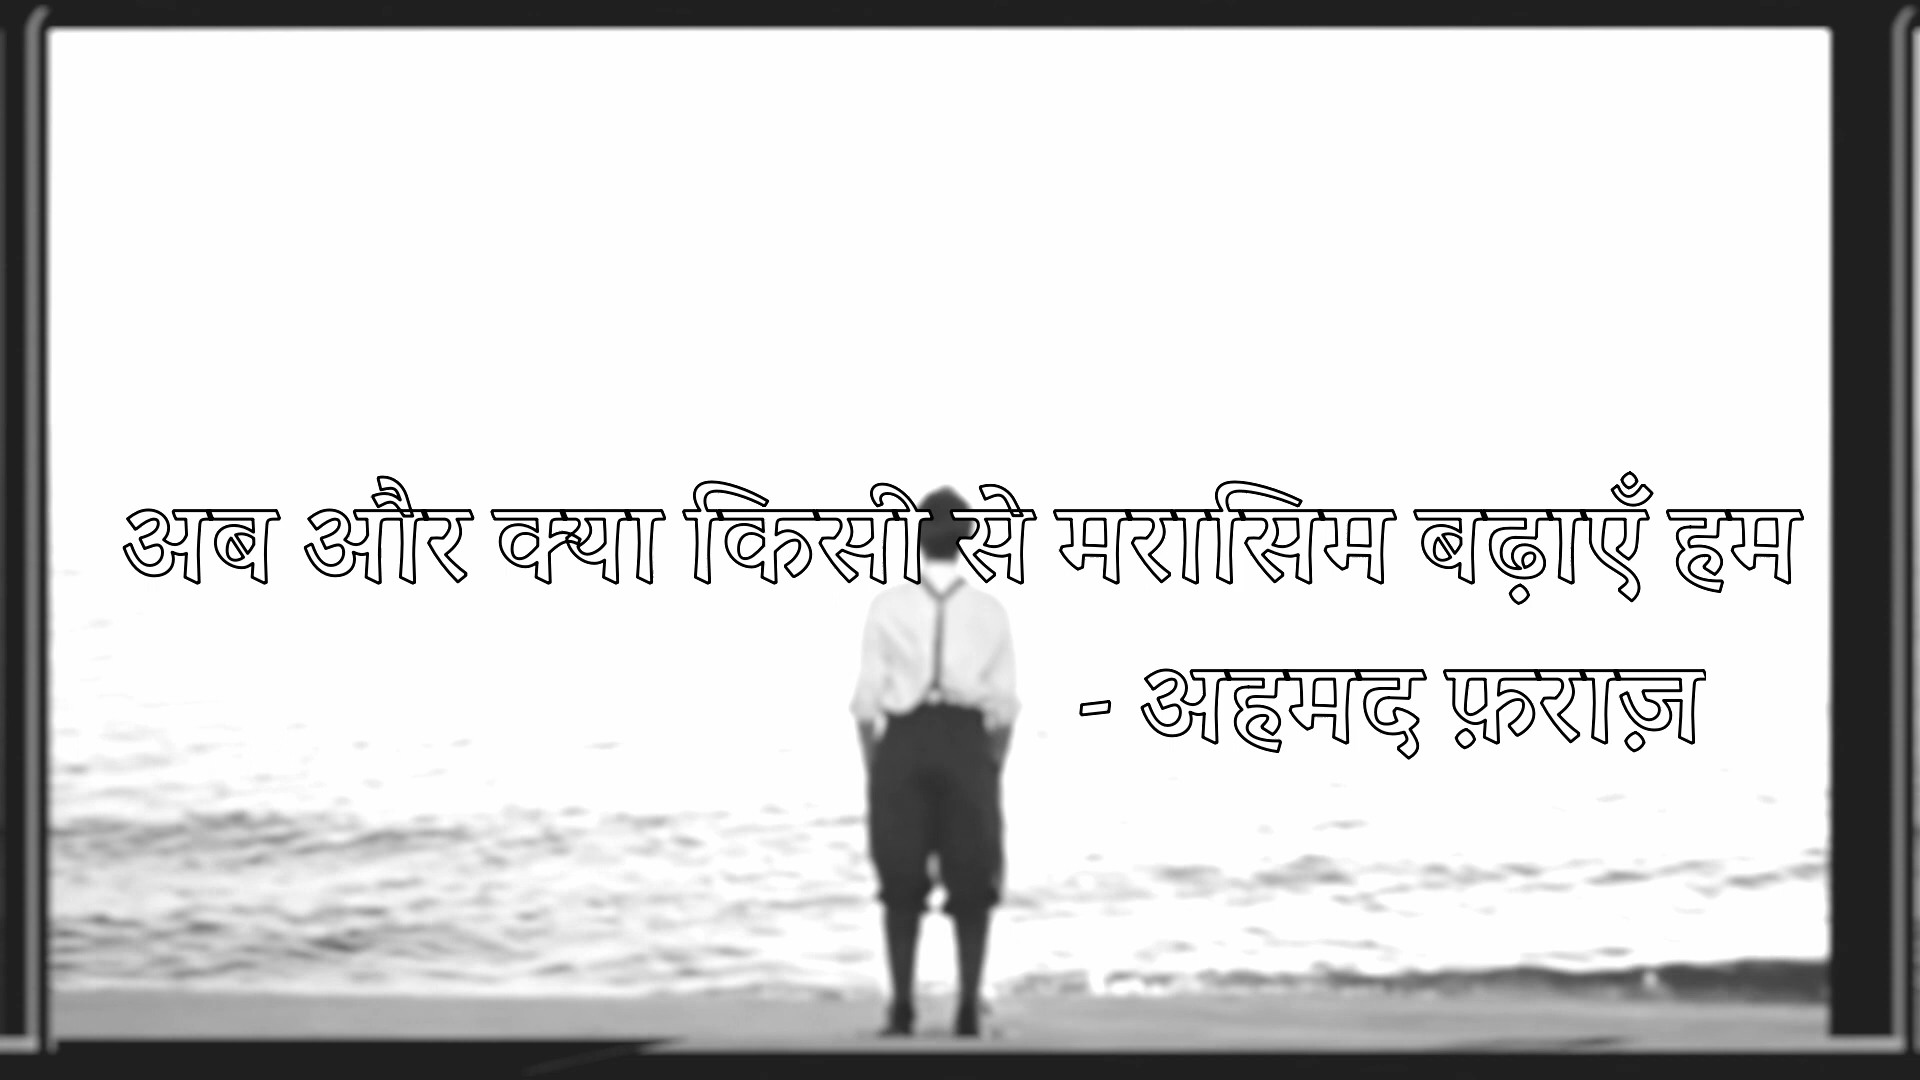 अब और क्या किसी से मरासिम बढ़ाएँ हम
- अहमद फ़राज़